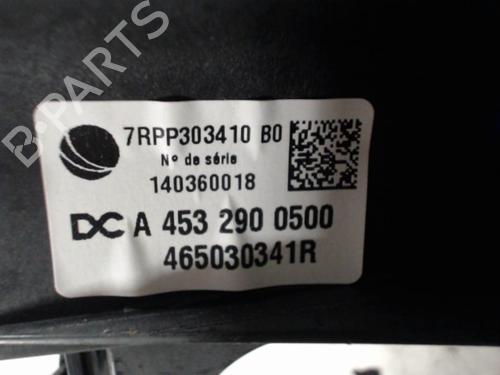 B-PARTS
7RPP303410 B0
Nº de série
140360018
DC A 453 290 0500
465030341R